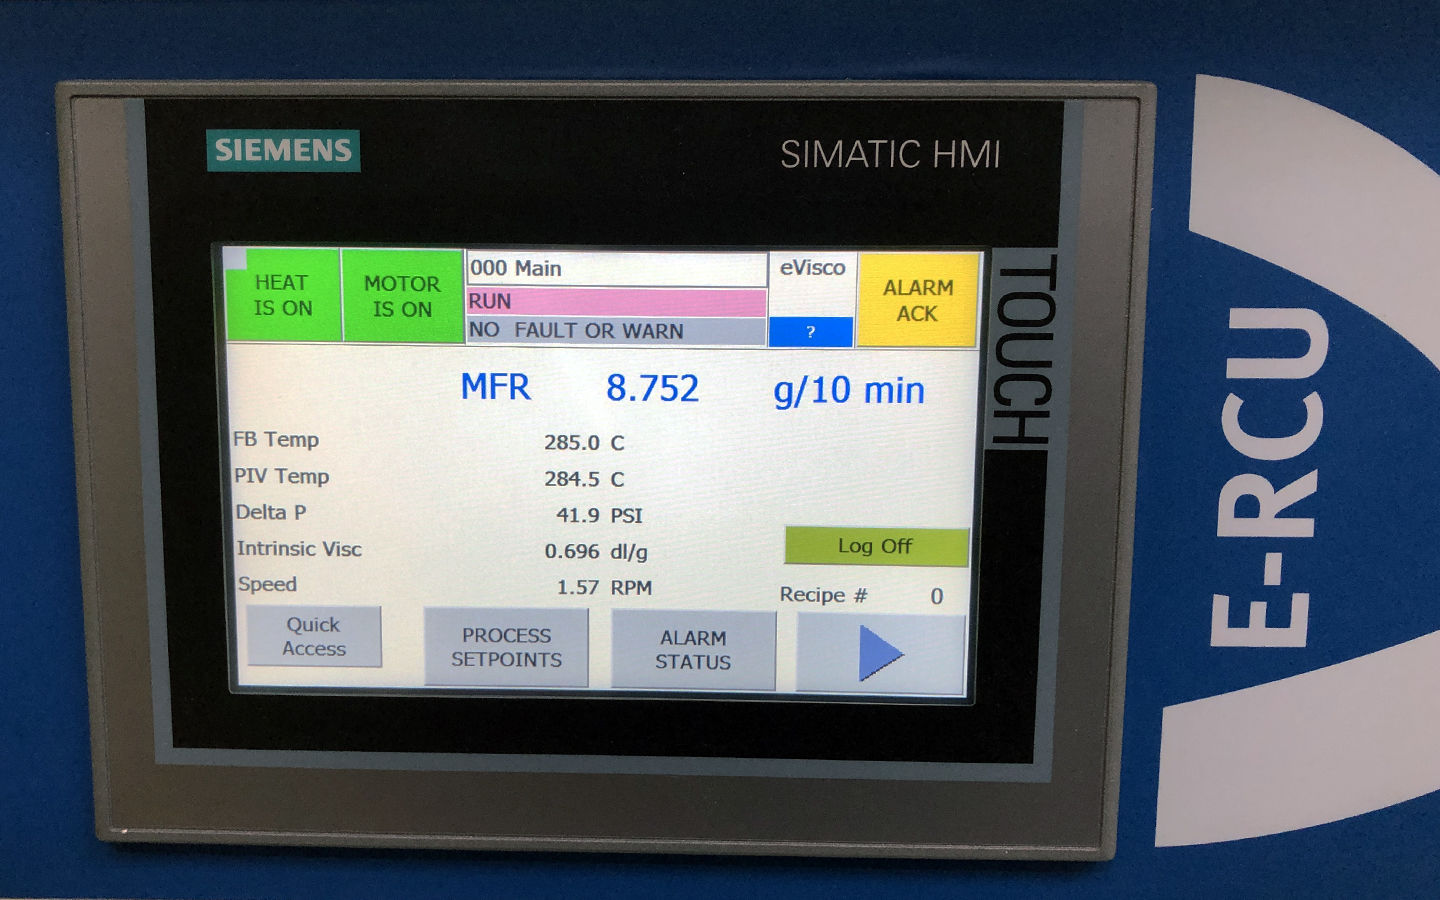 SIEMENS
SIMATIC HMI
TOUCH
HEAT
IS ON
MOTOR
IS ON
000 Main
RUN
NO FAULT OR WARN
eVisco
?
ALARM
ACK
MFR 8.752 g/10 min
FB Temp 285.0 C
PIV Temp 284.5 C
Delta P 41.9 PSI
Intrinsic Visc 0.696 dl/g
Speed 1.57 RPM
Log Off
Recipe # 0
Quick
Access
PROCESS
SETPOINTS
ALARM
STATUS
E-RCU